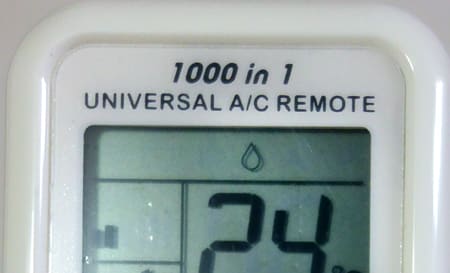 1000 in 1
UNIVERSAL A/C REMOTE
24